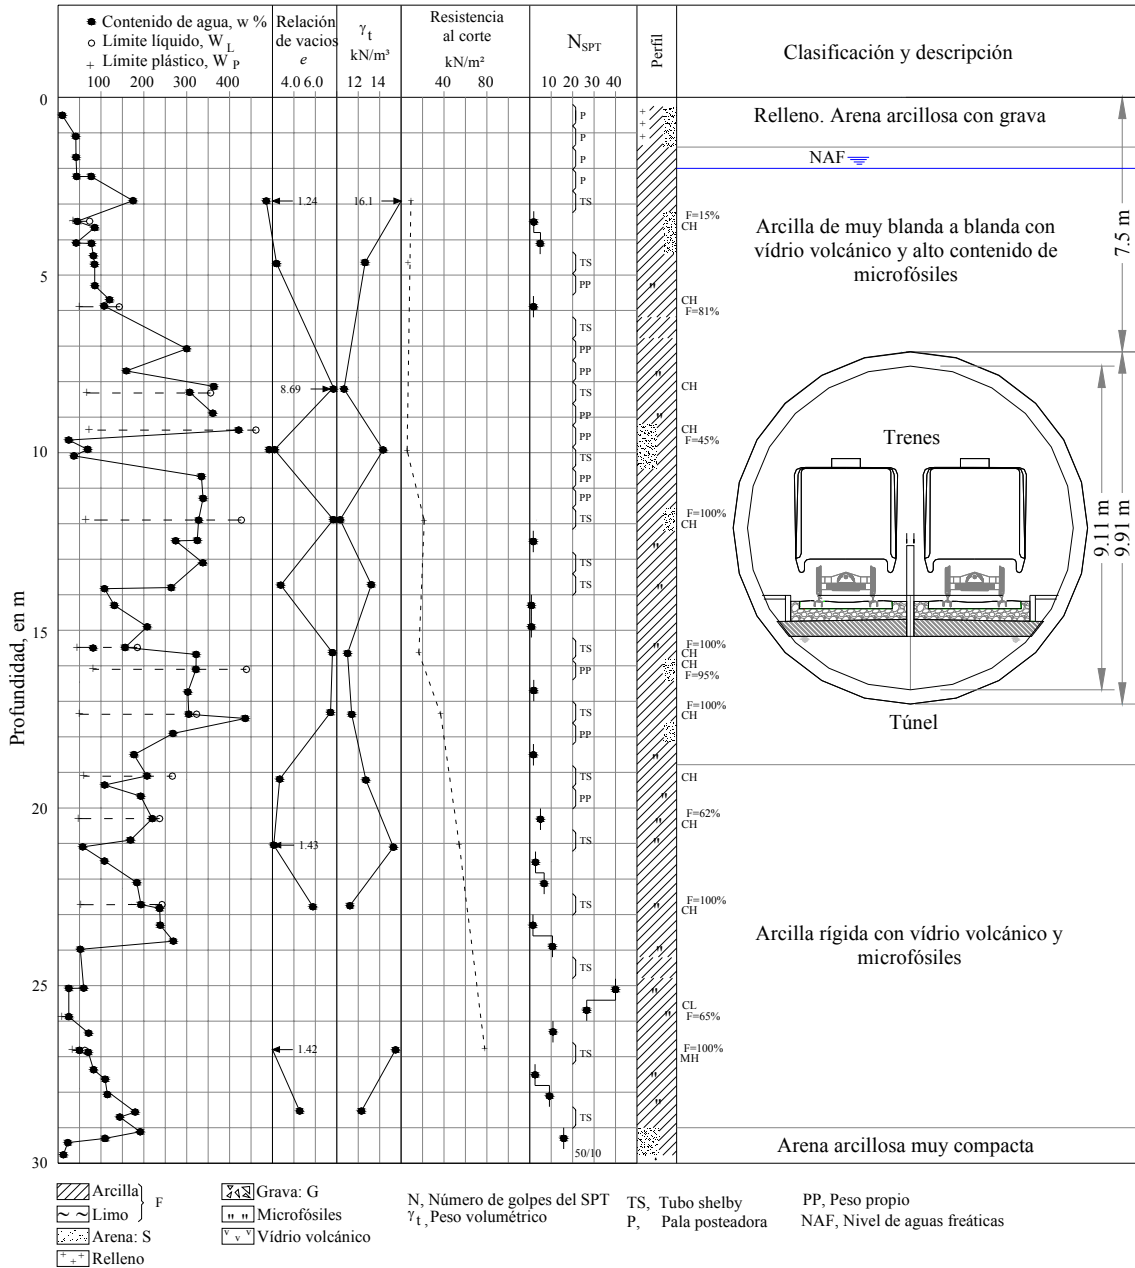 Contenido de agua, w %
Límite líquido, W L
Límite plástico, W P
100 200 300 400
Relación
de vacios
e
4.0 6.0
γt
kN/m³
12 14
Resistencia
al corte
kN/m²
40 80
NSPT
10 20 30 40
Perfil
Clasificación y descripción
Profundidad, en m
0
5
10
15
20
25
30
1.24
16.1
8.69
1.43
1.42
P
P
P
P
TS
TS
PP
TS
PP
PP
TS
PP
PP
TS
PP
PP
TS
TS
TS
TS
PP
TS
PP
TS
PP
TS
TS
TS
TS
TS
50/10
F=15%
CH
CH
F=81%
CH
CH
F=45%
F=100%
CH
F=100%
CH
CH
F=95%
F=100%
CH
CH
F=62%
CH
F=100%
CH
CL
F=65%
F=100%
MH
Relleno. Arena arcillosa con grava
NAF
Arcilla de muy blanda a blanda con
vídrio volcánico y alto contenido de
microfósiles
7.5 m
Trenes
9.11 m
9.91 m
Túnel
Arcilla rígida con vídrio volcánico y
microfósiles
Arena arcillosa muy compacta
Arcilla
Limo
F
Arena: S
Relleno
Grava: G
Microfósiles
Vídrio volcánico
N, Número de golpes del SPT
γt , Peso volumétrico
TS, Tubo shelby
P, Pala posteadora
PP, Peso propio
NAF, Nivel de aguas freáticas